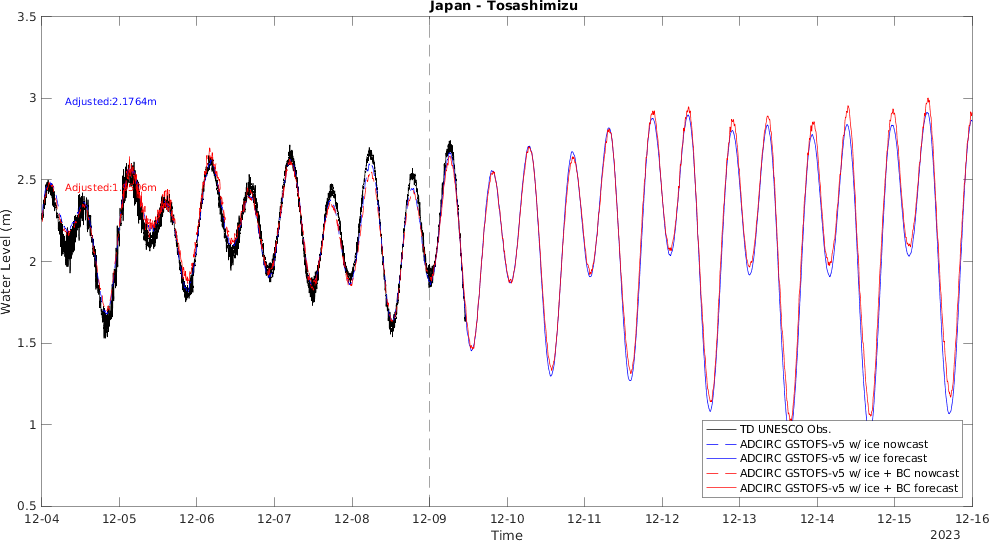 Japan - Tosashimizu
3.5
3
2.5
2
1.5
1
0.5
Water Level (m)
Adjusted:2.1764m
TD UNESCO Obs.
ADCIRC GSTOFS-v5 w/ ice nowcast
ADCIRC GSTOFS-v5 w/ ice forecast
ADCIRC GSTOFS-v5 w/ ice + BC nowcast
ADCIRC GSTOFS-v5 w/ ice + BC forecast
12-04 12-05 12-06 12-07 12-08 12-09 12-10 12-11 12-12 12-13 12-14 12-15 12-16
Time
2023